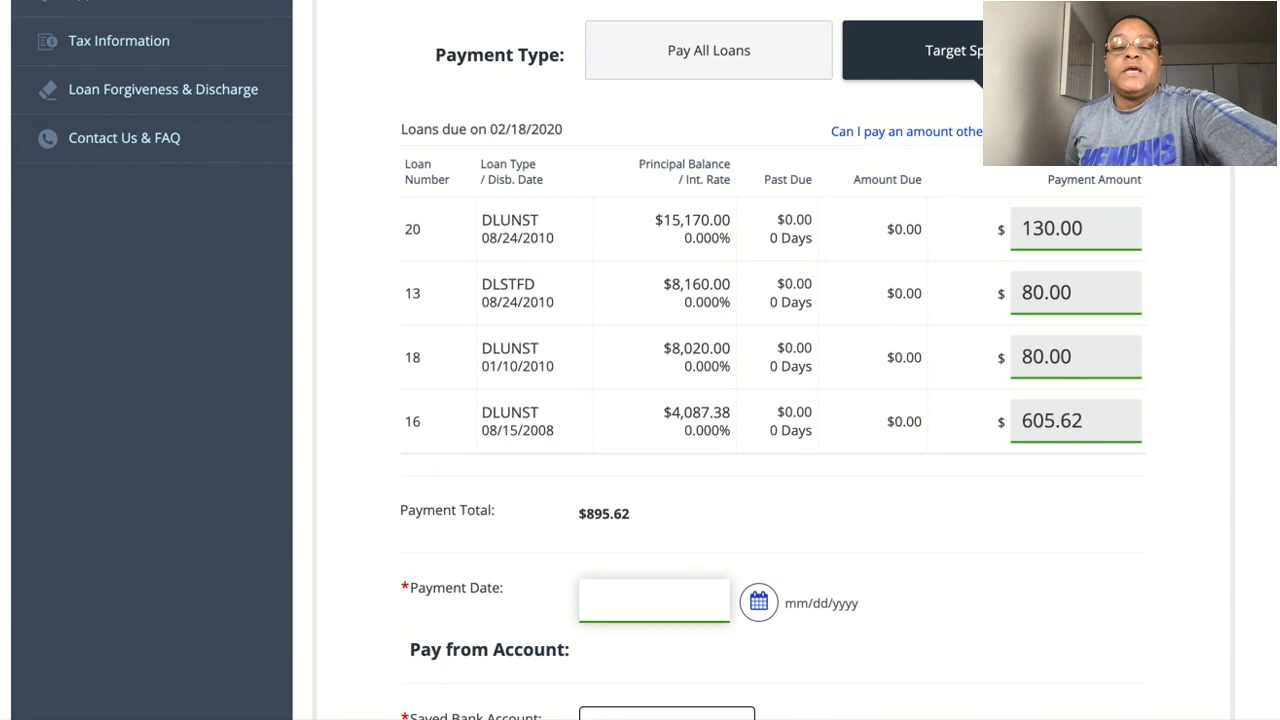 Tax Information
Loan Forgiveness & Discharge
Contact Us & FAQ
Payment Type:
Pay All Loans
Target
Loans due on 02/18/2020
Can I pay an amount
Loan Number
Loan Type / Disb. Date
Principal Balance / Int. Rate
Past Due
Amount Due
Payment Amount
20
DLUNST
08/24/2010
$15,170.00
0.000%
$0.00
0 Days
$0.00
$ 130.00
13
DLSTFD
08/24/2010
$8,160.00
0.000%
$0.00
0 Days
$0.00
$ 80.00
18
DLUNST
01/10/2010
$8,020.00
0.000%
$0.00
0 Days
$0.00
$ 80.00
16
DLUNST
08/15/2008
$4,087.38
0.000%
$0.00
0 Days
$0.00
$ 605.62
Payment Total: $895.62
*Payment Date: mm/dd/yyyy
Pay from Account:
*Saved Bank Account:
MEMPHIS